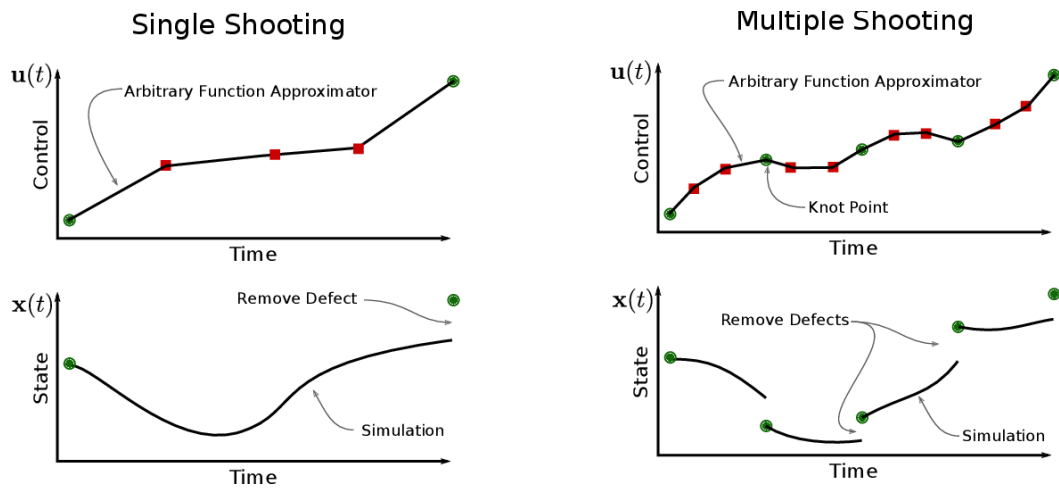 Single Shooting
u(t)
Arbitrary Function Approximator
Control
Time
x(t)
Remove Defect
State
Simulation
Time
Multiple Shooting
u(t)
Arbitrary Function Approximator
Control
Knot Point
Time
x(t)
Remove Defects
State
Simulation
Time